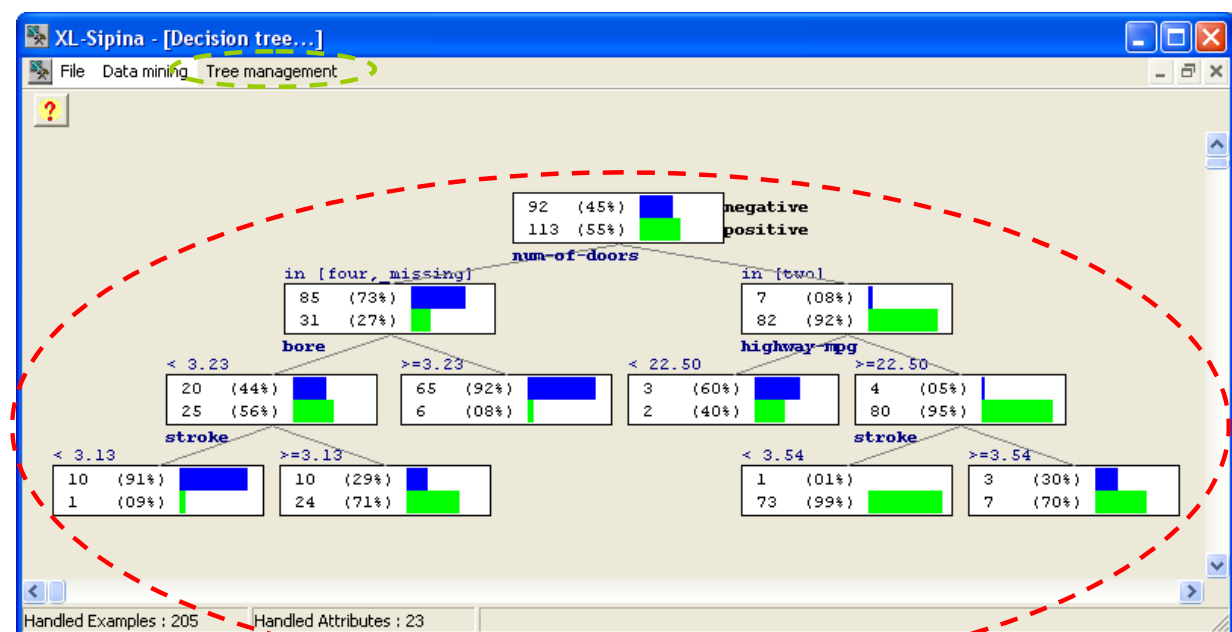 XL-Sipina - [Decision tree...]
File Data mining Tree management
?
92 (45%) negative
113 (55%) positive
num-of-doors
in [four,_missing] in [two]
85 (73%) 7 (08%)
31 (27%) 82 (92%)
bore highway-mpg
< 3.23 >=3.23 < 22.50 >=22.50
20 (44%) 65 (92%) 3 (60%) 4 (05%)
25 (56%) 6 (08%) 2 (40%) 80 (95%)
stroke stroke
< 3.13 >=3.13 < 3.54 >=3.54
10 (91%) 10 (29%) 1 (01%) 3 (30%)
1 (09%) 24 (71%) 73 (99%) 7 (70%)
Handled Examples : 205 Handled Attributes : 23